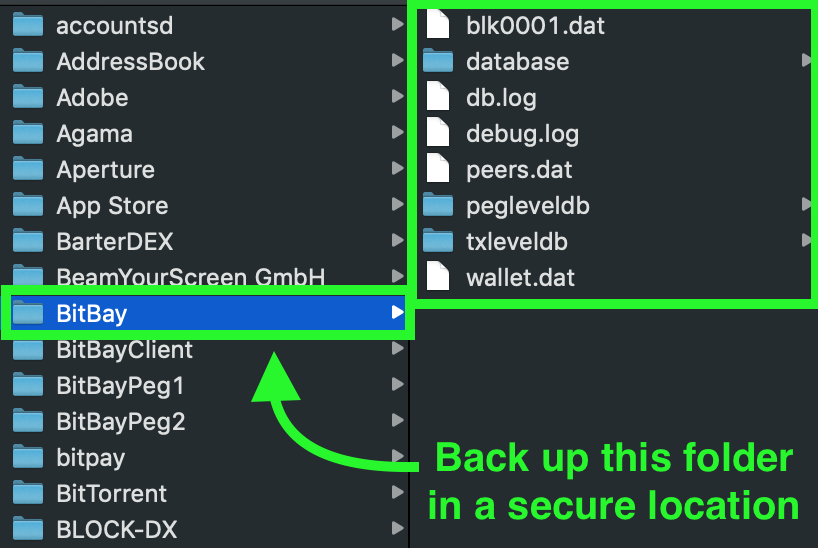 accountsd
AddressBook
Adobe
Agama
Aperture
App Store
BarterDEX
BeamYourScreen GmbH
BitBay
BitBayClient
BitBayPeg1
BitBayPeg2
bitpay
BitTorrent
BLOCK-DX
blk0001.dat
database
db.log
debug.log
peers.dat
pegleveldb
txleveldb
wallet.dat
Back up this folder
in a secure location